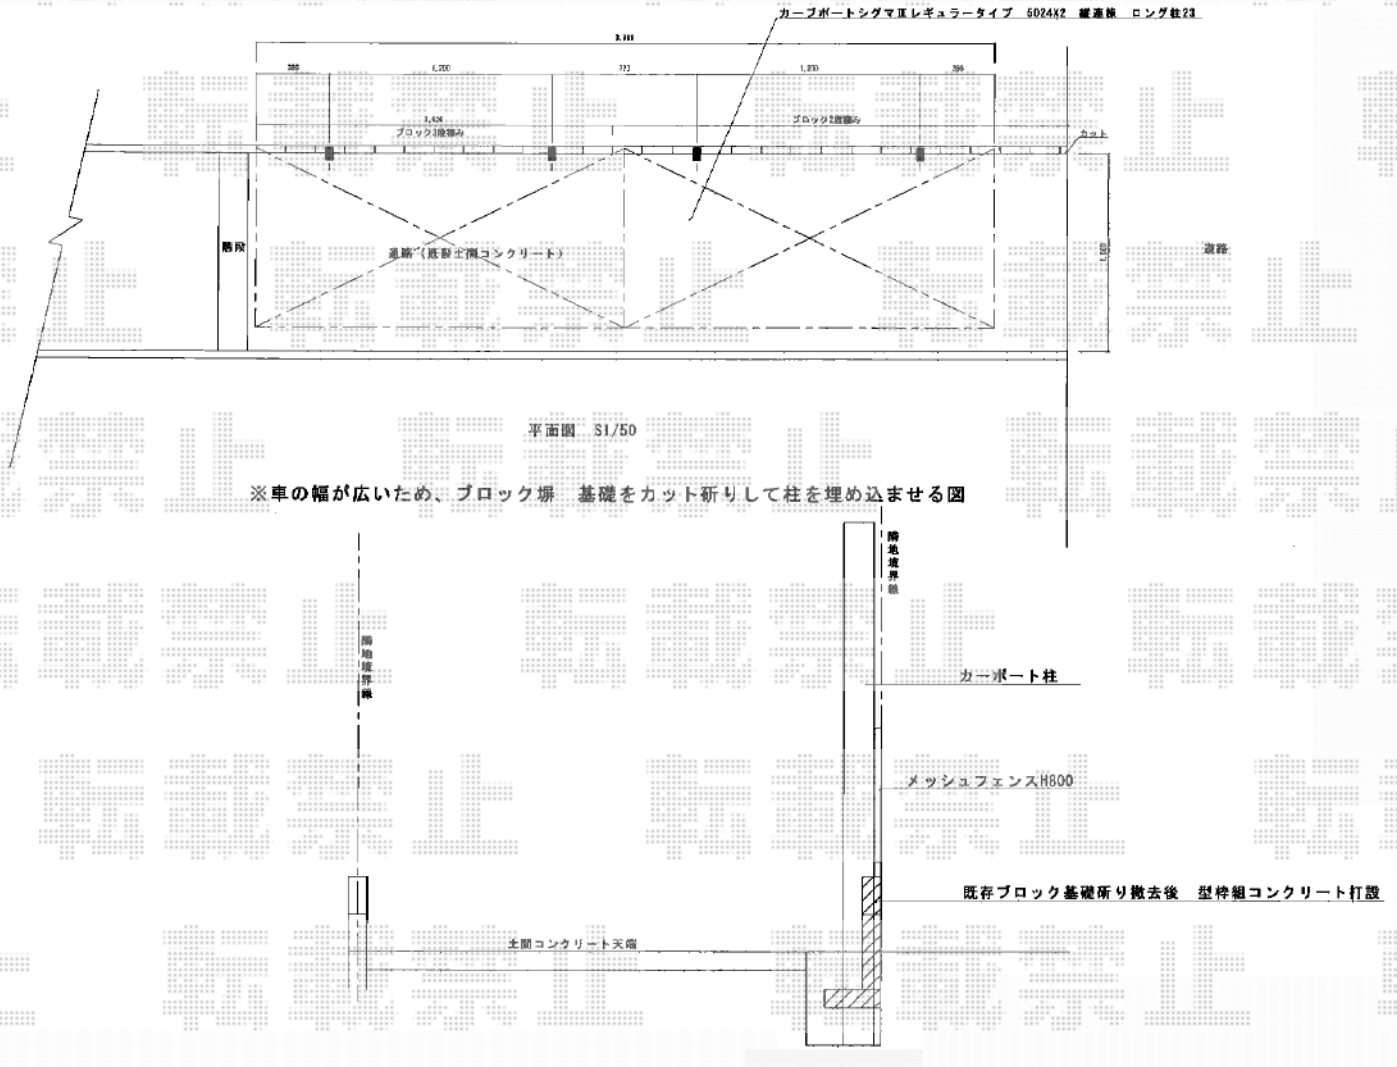 カーブポートシグマⅢレギュラータイプ 5024X2 縦連棟 ロング柱23
1,200
772
1,200
ブロック3段積み
ブロック2段積み
カット
階段
通路（既設土間コンクリート）
道路
平面図 S1/50
※車の幅が広いため、ブロック塀 基礎をカット斫りして柱を埋め込ませる図
隣地境界線
隣地境界線
カーポート柱
メッシュフェンスH800
既存ブロック基礎斫り撤去後 型枠組コンクリート打設
土間コンクリート天端
転載禁止